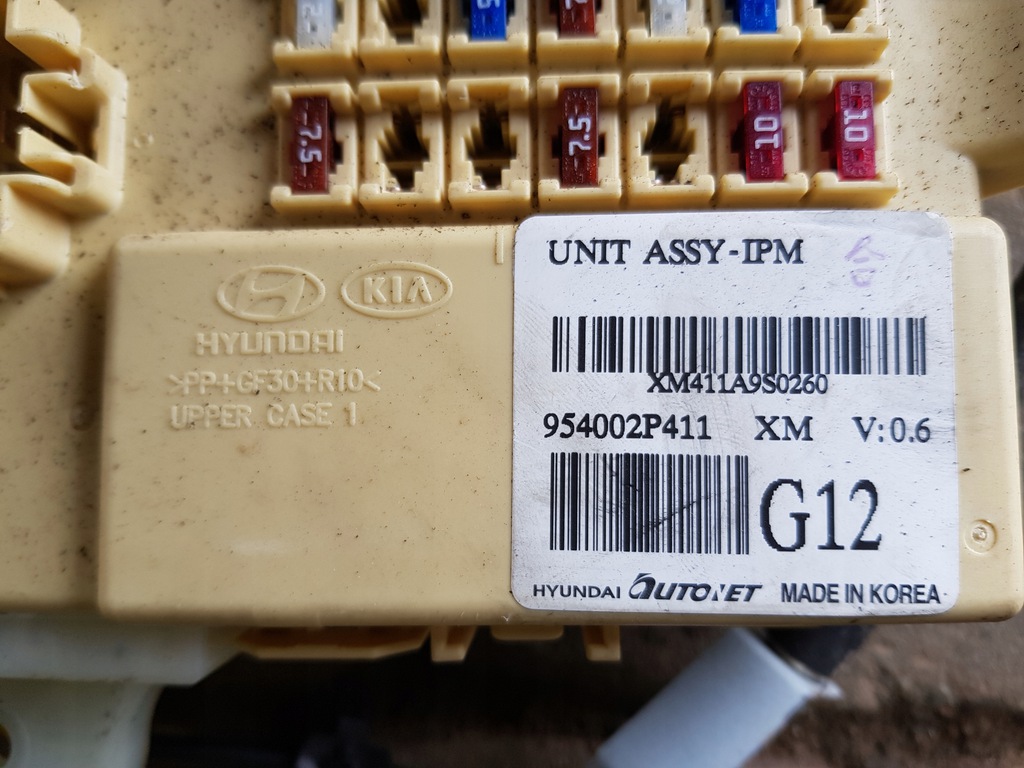 -7.5-
-7.5-
10
10
UNIT ASSY-IPM
KIA
HYUNDAI
>PP+GF30+R10<
UPPER CASE 1
XM411A9S0260
954002P411 XM V:0.6
G12
HYUNDAI AUTONET MADE IN KOREA